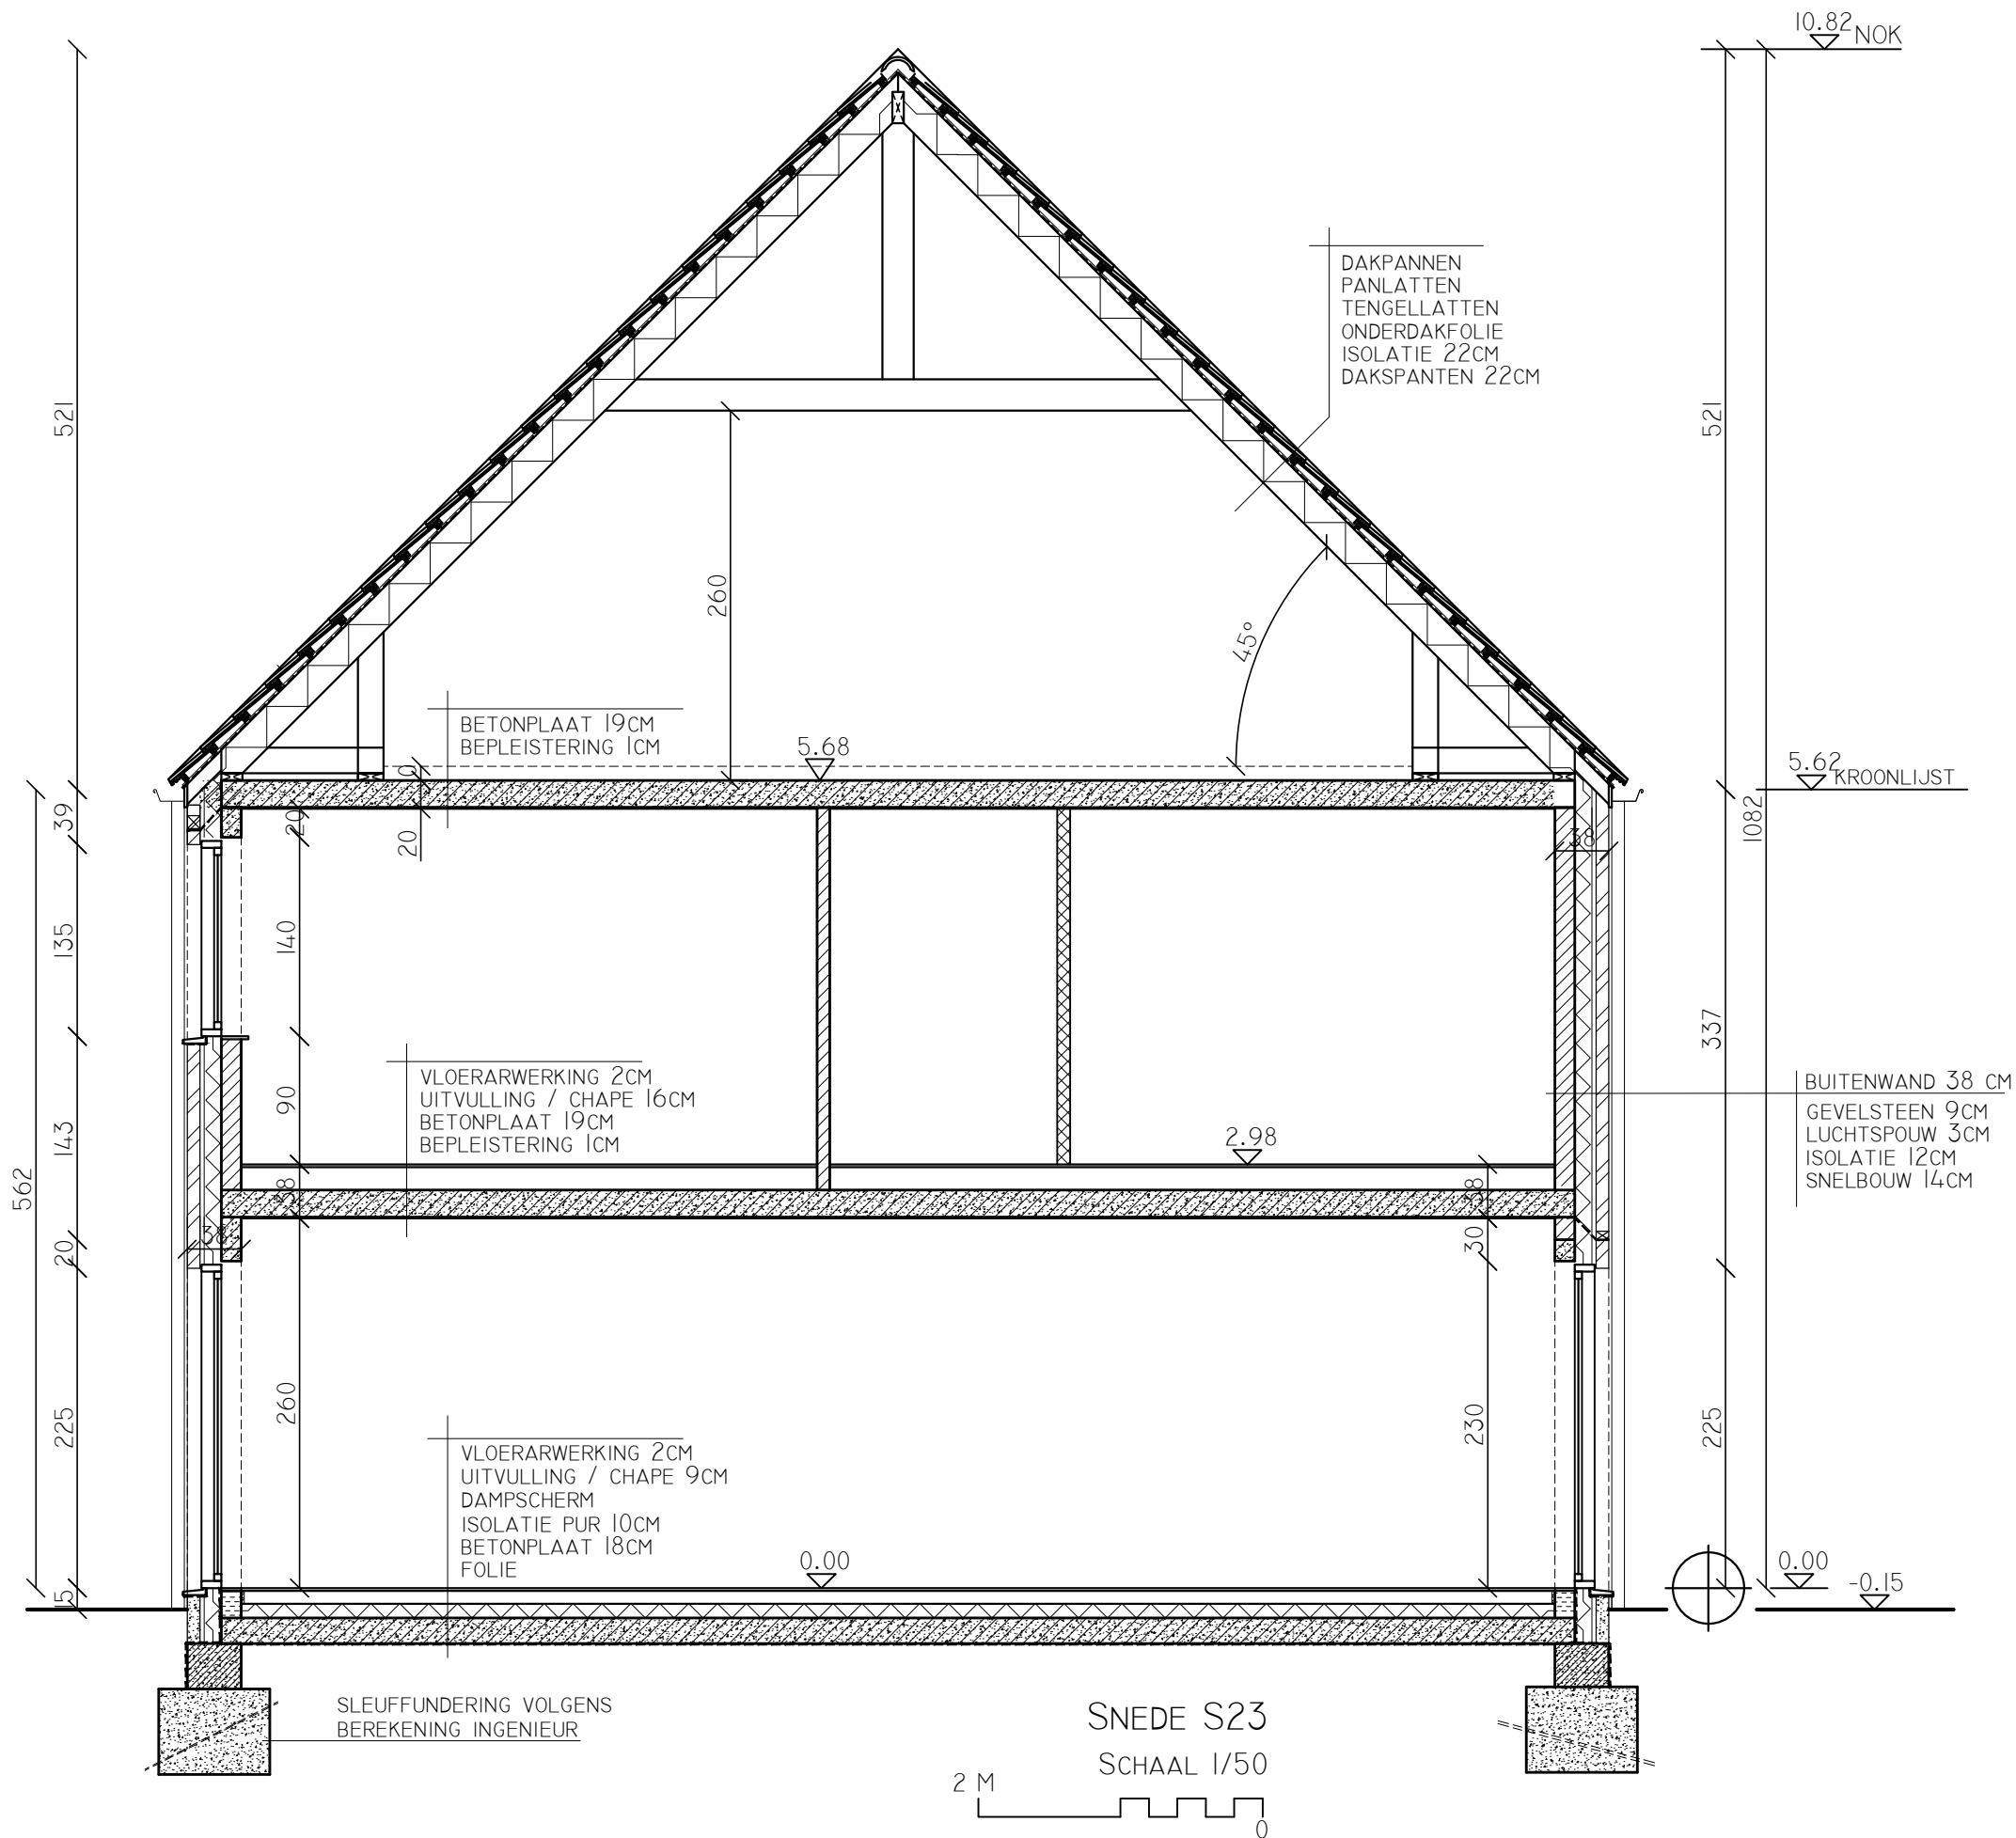 10.82 NOK
DAKPANNEN
PANLATTEN
TENGELLATTEN
ONDERDAKFOLIE
ISOLATIE 22CM
DAKSPANTEN 22CM
521
521
260
45°
BETONPLAAT 19CM
BEPLEISTERING 1CM
5.68
5.62 KROONLIJST
39
20
20
38
1082
135
140
337
VLOERARWERKING 2CM
UITVULLING / CHAPE 16CM
BETONPLAAT 19CM
BEPLEISTERING 1CM
90
143
2.98
BUITENWAND 38 CM
GEVELSTEEN 9CM
LUCHTSPOUW 3CM
ISOLATIE 12CM
SNELBOUW 14CM
562
38
38
38
20
30
260
225
230
225
VLOERARWERKING 2CM
UITVULLING / CHAPE 9CM
DAMPSCHERM
ISOLATIE PUR 10CM
BETONPLAAT 18CM
FOLIE
0.00
0.00
-0.15
15
SLEUFFUNDERING VOLGENS
BEREKENING INGENIEUR
SNEDE S23
SCHAAL 1/50
2 M
0